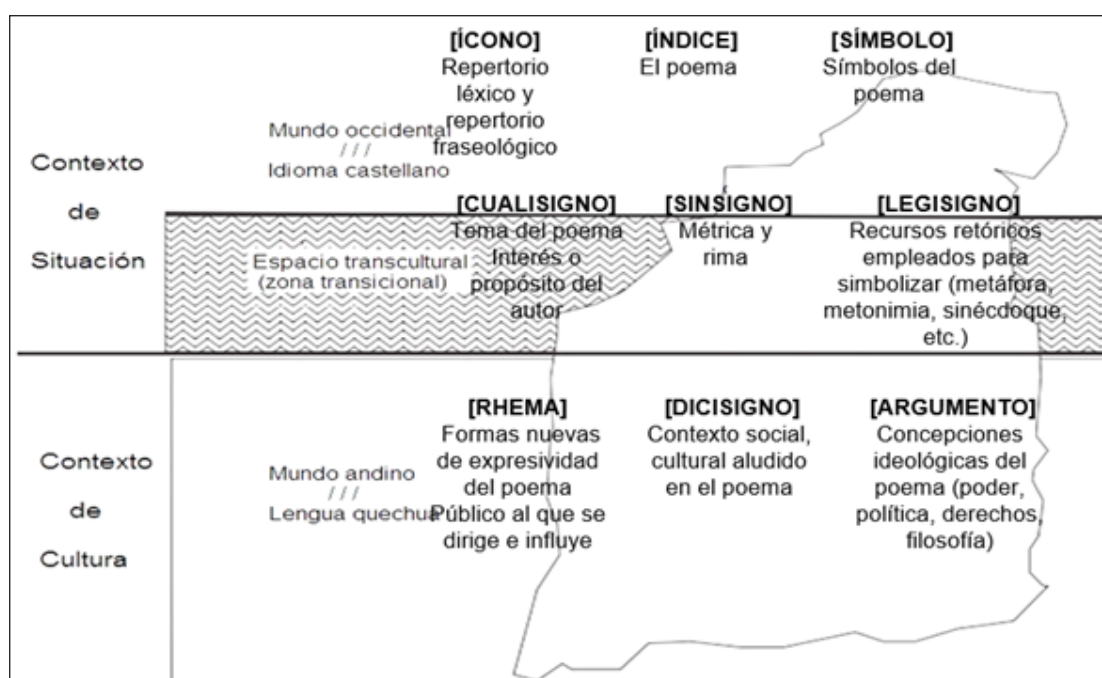 [ÍCONO]
Repertorio
léxico y
repertorio
fraseológico
[ÍNDICE]
El poema
[SÍMBOLO]
Símbolos del
poema
Mundo occidental
///
Idioma castellano
Contexto
de
Situación
[CUALISIGNO]
Tema del poema
Interés o
propósito del
autor
[SINSIGNO]
Métrica y
rima
[LEGISIGNO]
Recursos retóricos
empleados para
simbolizar (metáfora,
metonimia, sinécdoque,
etc.)
Espacio transcultural
(zona transicional)
Contexto
de
Cultura
Mundo andino
///
Lengua quechua
[RHEMA]
Formas nuevas
de expresividad
del poema
Público al que se
dirige e influye
[DICISIGNO]
Contexto social,
cultural aludido
en el poema
[ARGUMENTO]
Concepciones
ideológicas del
poema (poder,
política, derechos,
filosofía)